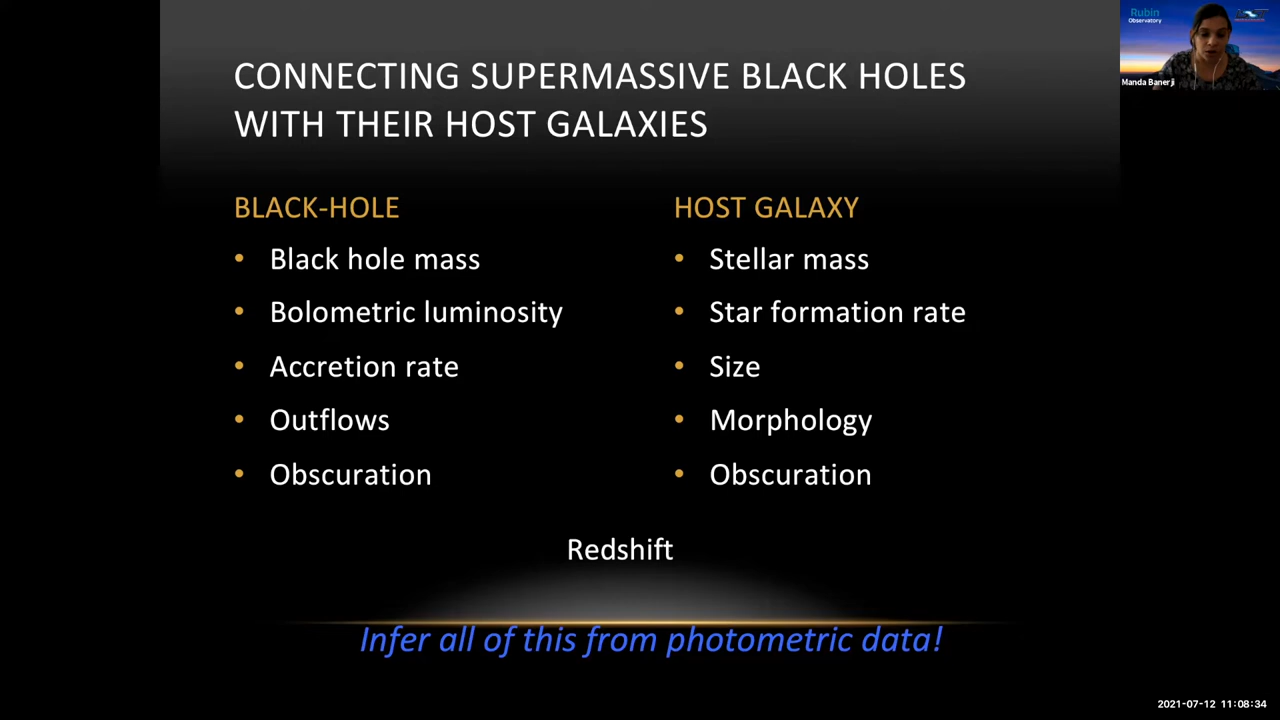 CONNECTING SUPERMASSIVE BLACK HOLES
WITH THEIR HOST GALAXIES
BLACK-HOLE
• Black hole mass
• Bolometric luminosity
• Accretion rate
• Outflows
• Obscuration
HOST GALAXY
• Stellar mass
• Star formation rate
• Size
• Morphology
• Obscuration
Redshift
Infer all of this from photometric data!
Rubin
Observatory
Manda Banerji
2021-07-12 11:08:34